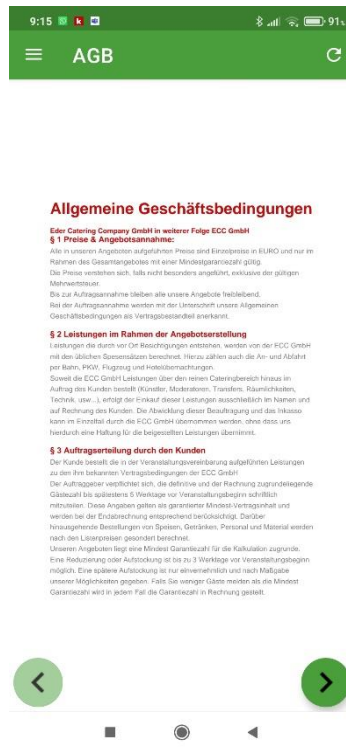 9:15
91
AGB
Allgemeine Geschäftsbedingungen
Eder Catering Company GmbH in weiterer Folge ECC GmbH
§ 1 Preise & Angebotsannahme:
Alle in unseren Angeboten aufgeführten Preise sind Einzelpreise in EURO und nur im
Rahmen des Gesamtangebotes mit einer Mindestgarantiezahl gültig.
Die Preise verstehen sich, falls nicht besonders angeführt, exklusive der gültigen
Mehrwertsteuer.
Bis zur Auftragsannahme bleiben alle unsere Angebote freibleibend.
Bei der Auftragsannahme werden mit der Unterschrift unsere Allgemeinen
Geschäftsbedingungen als Vertragsbestandteil anerkannt.
§ 2 Leistungen im Rahmen der Angebotserstellung
Leistungen die durch vor Ort Besichtigungen entstehen, werden von der ECC GmbH
mit den üblichen Spesensätzen berechnet. Hierzu zählen auch die An- und Abfahrt
per Bahn, PKW, Flugzeug und Hotelübernachtungen.
Soweit die ECC GmbH Leistungen über den reinen Cateringbereich hinaus im
Auftrag des Kunden bestellt (Künstler, Moderatoren, Transfers, Räumlichkeiten,
Technik, usw...), erfolgt der Einkauf dieser Leistungen ausschließlich im Namen und
auf Rechnung des Kunden. Die Abwicklung dieser Beauftragung und das Inkasso
kann im Einzelfall durch die ECC GmbH übernommen werden, ohne dass uns
hierdurch eine Haftung für die beigestellten Leistungen übernimmt.
§ 3 Auftragserteilung durch den Kunden
Der Kunde bestellt die in der Veranstaltungsvereinbarung aufgeführten Leistungen
zu den ihm bekannten Vertragsbedingungen der ECC GmbH
Der Auftraggeber verpflichtet sich, die definitive und der Rechnung zugrundeliegende
Gästezahl bis spätestens 5 Werktage vor Veranstaltungsbeginn schriftlich
mitzuteilen. Diese Angaben gelten als garantierter Mindest-Vertragsinhalt und
werden bei der Endabrechnung entsprechend berücksichtigt. Darüber
hinausgehende Bestellungen von Speisen, Getränken, Personal und Material werden
nach den Listenpreisen gesondert berechnet.
Unseren Angeboten liegt eine Mindest Garantiezahl für die Kalkulation zugrunde.
Eine Reduzierung oder Aufstockung ist bis zu 3 Werktage vor Veranstaltungsbeginn
möglich. Eine spätere Aufstockung ist nur einvernehmlich und nach Maßgabe
unserer Möglichkeiten gegeben. Falls Sie weniger Gäste melden als die Mindest
Garantiezahl wird in jedem Fall die Garantiezahl in Rechnung gestellt.